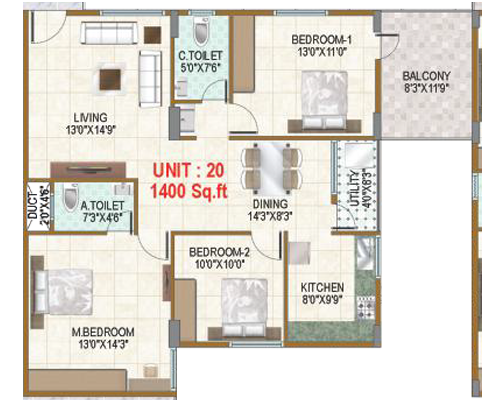 BEDROOM-1
13'0"X11'0"
C.TOILET
5'0"X7'6"
BALCONY
8'3"X11'9"
LIVING
13'0"X14'9"
UNIT : 20
1400 Sq.ft
DUCT
2'0"X4'6"
A.TOILET
7'3"X4'6"
DINING
14'3"X8'3"
UTILITY
4'0"X8'3"
BEDROOM-2
10'0"X10'0"
KITCHEN
8'0"X9'9"
M.BEDROOM
13'0"X14'3"